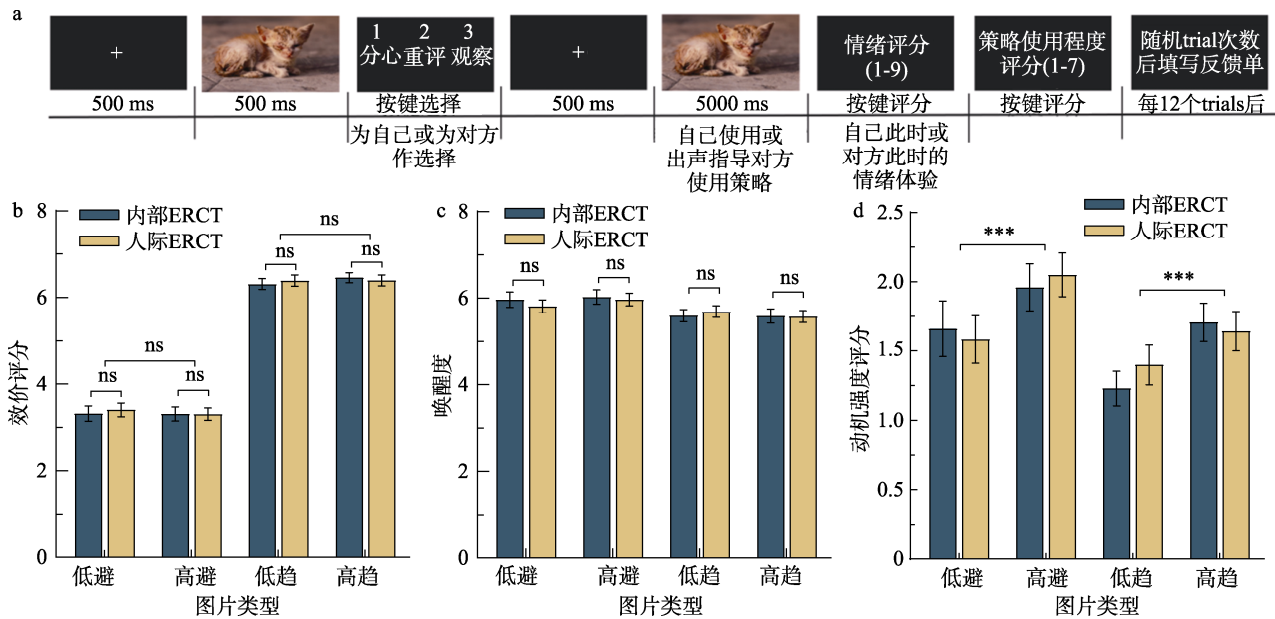 a
+
1 2 3
分心 重评 观察
+
情绪评分
(1-9)
策略使用程度
评分(1-7)
随机trial次数
后填写反馈单
500 ms
500 ms
按键选择
500 ms
5000 ms
按键评分
按键评分
每12个trials后
为自己或为对方
作选择
自己使用或
出声指导对方
使用策略
自己此时或
对方此时的
情绪体验
b
内部ERCT
人际ERCT
效价评分
8
6
4
2
0
ns
ns
ns
ns
ns
ns
低避
高避
低趋
高趋
图片类型
c
内部ERCT
人际ERCT
唤醒度
8
6
4
2
0
ns
ns
ns
ns
低避
高避
低趋
高趋
图片类型
d
内部ERCT
人际ERCT
动机强度评分
2.5
2.0
1.5
1.0
0.5
0
***
***
低避
高避
低趋
高趋
图片类型